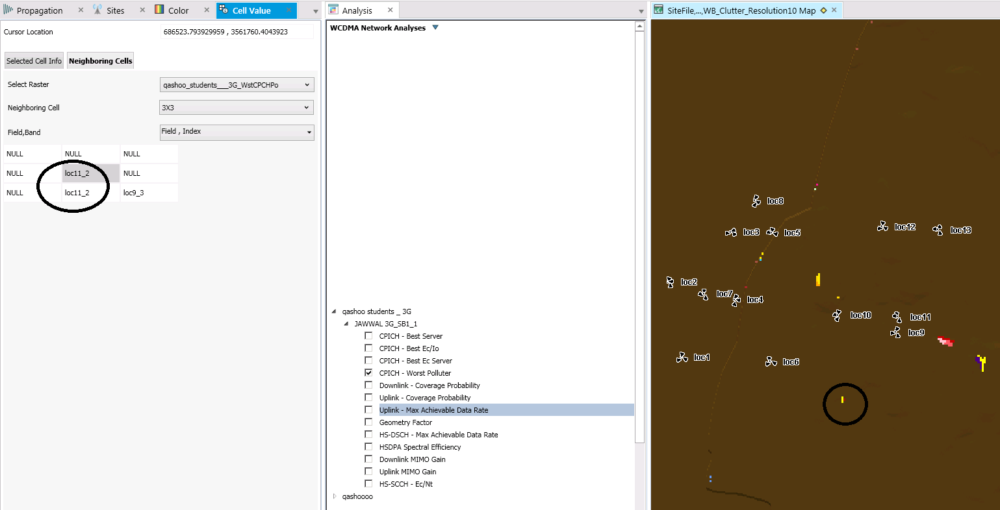 Propagation
Sites
Color
Cell Value
Cursor Location
686523.793929959 , 3561760.4043923
Selected Cell Info
Neighboring Cells
Select Raster
qashoo_students___3G_WstCPCHPo
Neighboring Cell
3X3
Field,Band
Field , Index
NULL NULL NULL
NULL loc11_2 NULL
NULL loc11_2 loc9_3
Analysis
WCDMA Network Analyses
qashoo students _ 3G
JAWWAL 3G_SB1_1
CPICH - Best Server
CPICH - Best Ec/Io
CPICH - Best Ec Server
CPICH - Worst Polluter
Downlink - Coverage Probability
Uplink - Coverage Probability
Uplink - Max Achievable Data Rate
Geometry Factor
HS-DSCH - Max Achievable Data Rate
HSDPA Spectral Efficiency
Downlink MIMO Gain
Uplink MIMO Gain
HS-SCCH - Ec/Nt
qashoooo
SiteFile,...,WB_Clutter_Resolution10 Map
loc8
loc3
loc5
loc12
loc13
loc2
loc7
loc4
loc10
loc11
loc9
loc1
loc6